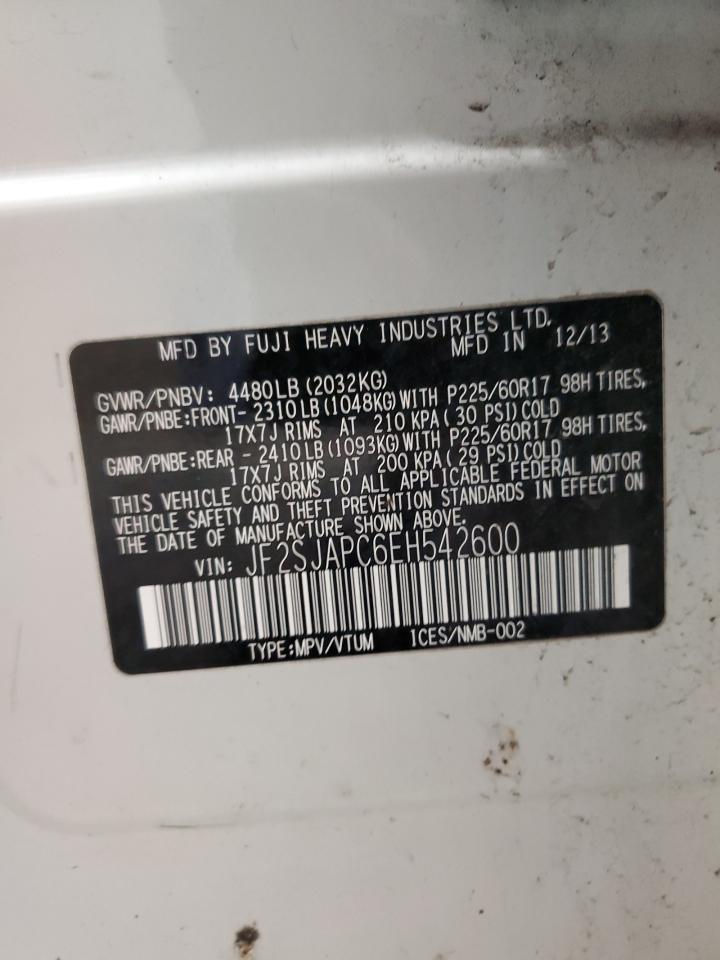 MFD BY FUJI HEAVY INDUSTRIES LTD.
MFD IN 12/13
GVWR/PNBV: 4480LB (2032KG)
GAWR/PNBE:FRONT- 2310LB (1048KG) WITH P225/60R17 98H TIRES,
17X7J RIMS AT 210 KPA (30 PSI) COLD
GAWR/PNBE:REAR - 2410LB (1093KG) WITH P225/60R17 98H TIRES,
17X7J RIMS AT 200 KPA (29 PSI) COLD
THIS VEHICLE CONFORMS TO ALL APPLICABLE FEDERAL MOTOR
VEHICLE SAFETY AND THEFT PREVENTION STANDARDS IN EFFECT ON
THE DATE OF MANUFACTURE SHOWN ABOVE.
VIN: JF2SJAPC6EH542600
TYPE:MPV/VTUM ICES/NMB-002